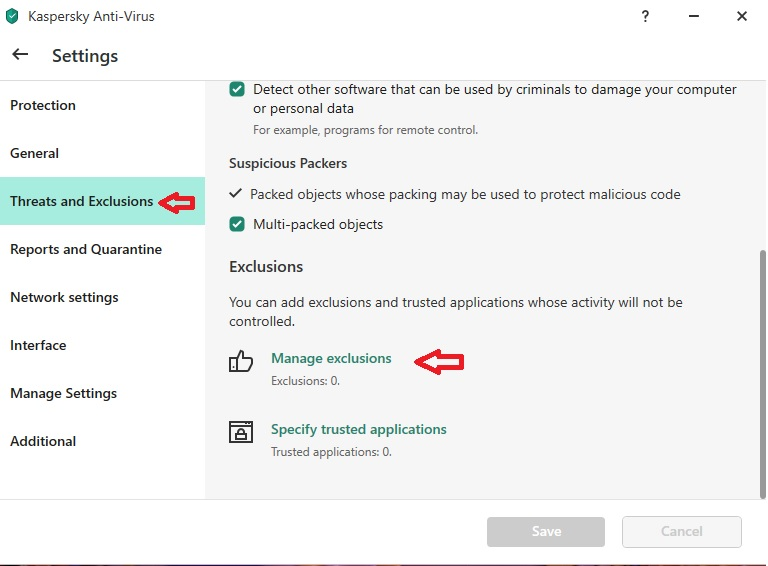 Kaspersky Anti-Virus
?
Settings
Protection
General
Threats and Exclusions
Reports and Quarantine
Network settings
Interface
Manage Settings
Additional
Detect other software that can be used by criminals to damage your computer
or personal data
For example, programs for remote control.
Suspicious Packers
Packed objects whose packing may be used to protect malicious code
Multi-packed objects
Exclusions
You can add exclusions and trusted applications whose activity will not be
controlled.
Manage exclusions
Exclusions: 0.
Specify trusted applications
Trusted applications: 0.
Save
Cancel